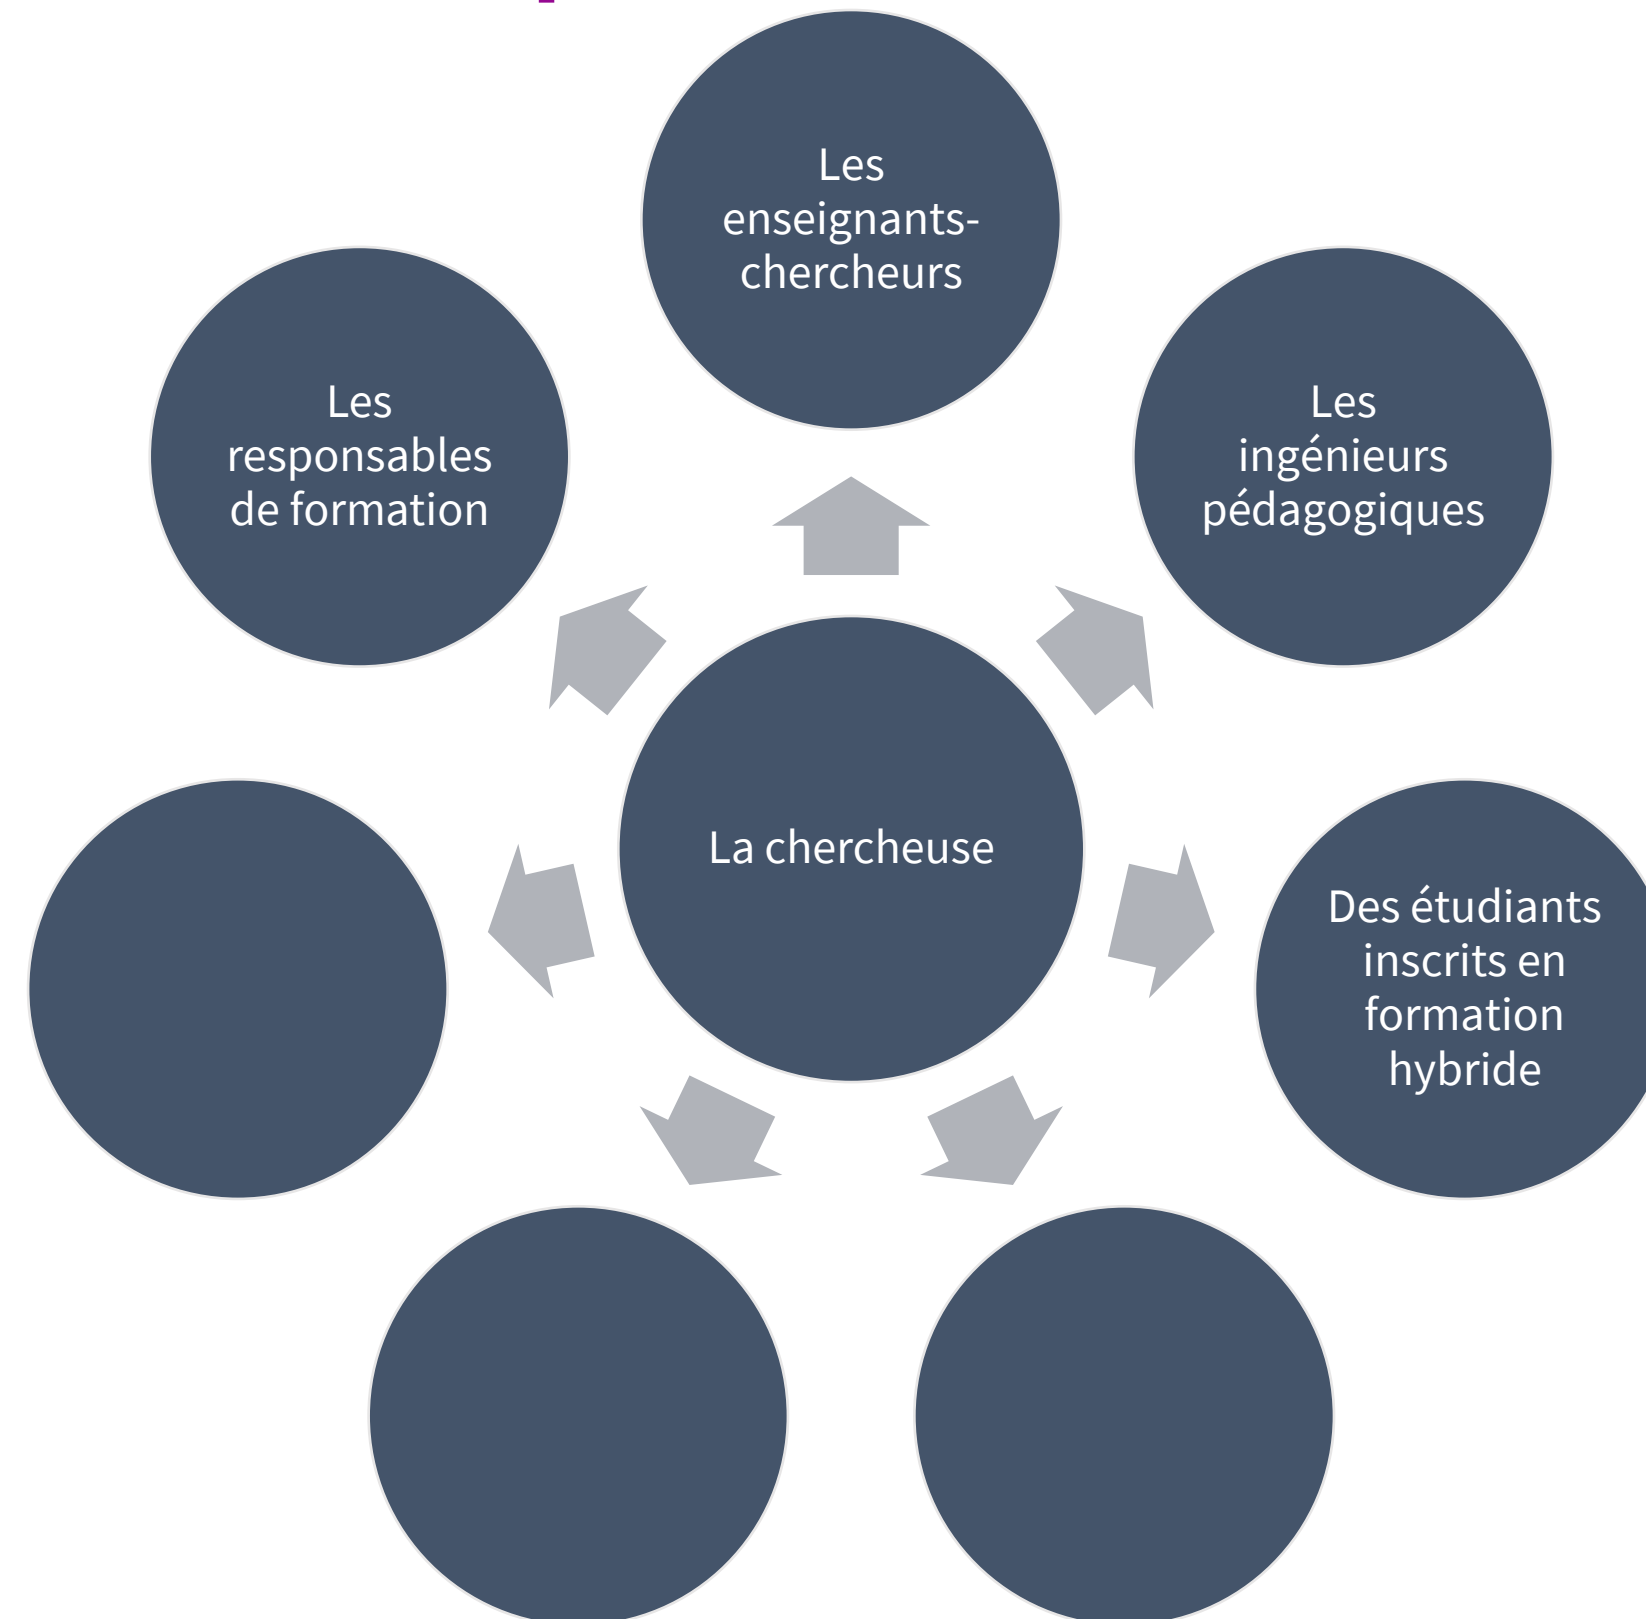 Les
enseignants-
chercheurs
Les
responsables
de formation
Les
ingénieurs
pédagogiques
La chercheuse
Des étudiants
inscrits en
formation
hybride